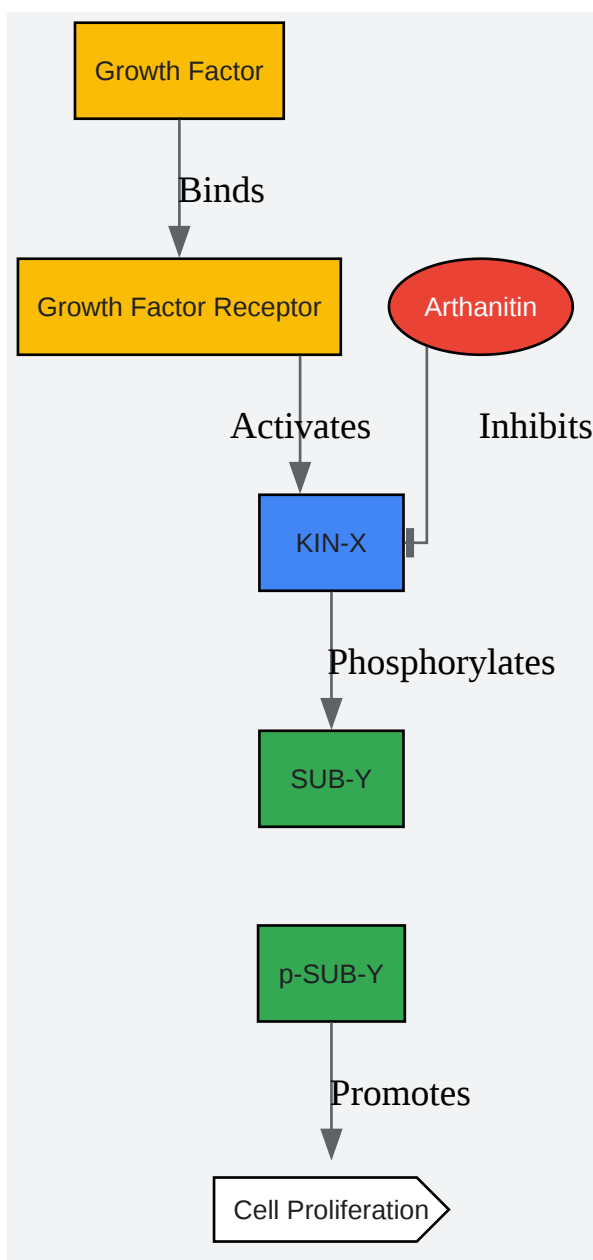 Growth Factor
Binds
Growth Factor Receptor
Arthanitin
Activates
Inhibits
KIN-X
Phosphorylates
SUB-Y
p-SUB-Y
Promotes
Cell Proliferation